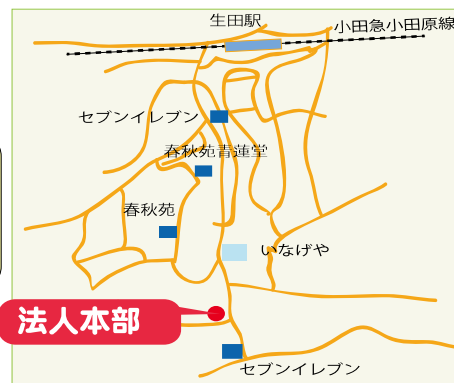 生田駅
小田急小田原線
セブンイレブン
春秋苑青蓮堂
春秋苑
いなげや
法人本部
セブンイレブン